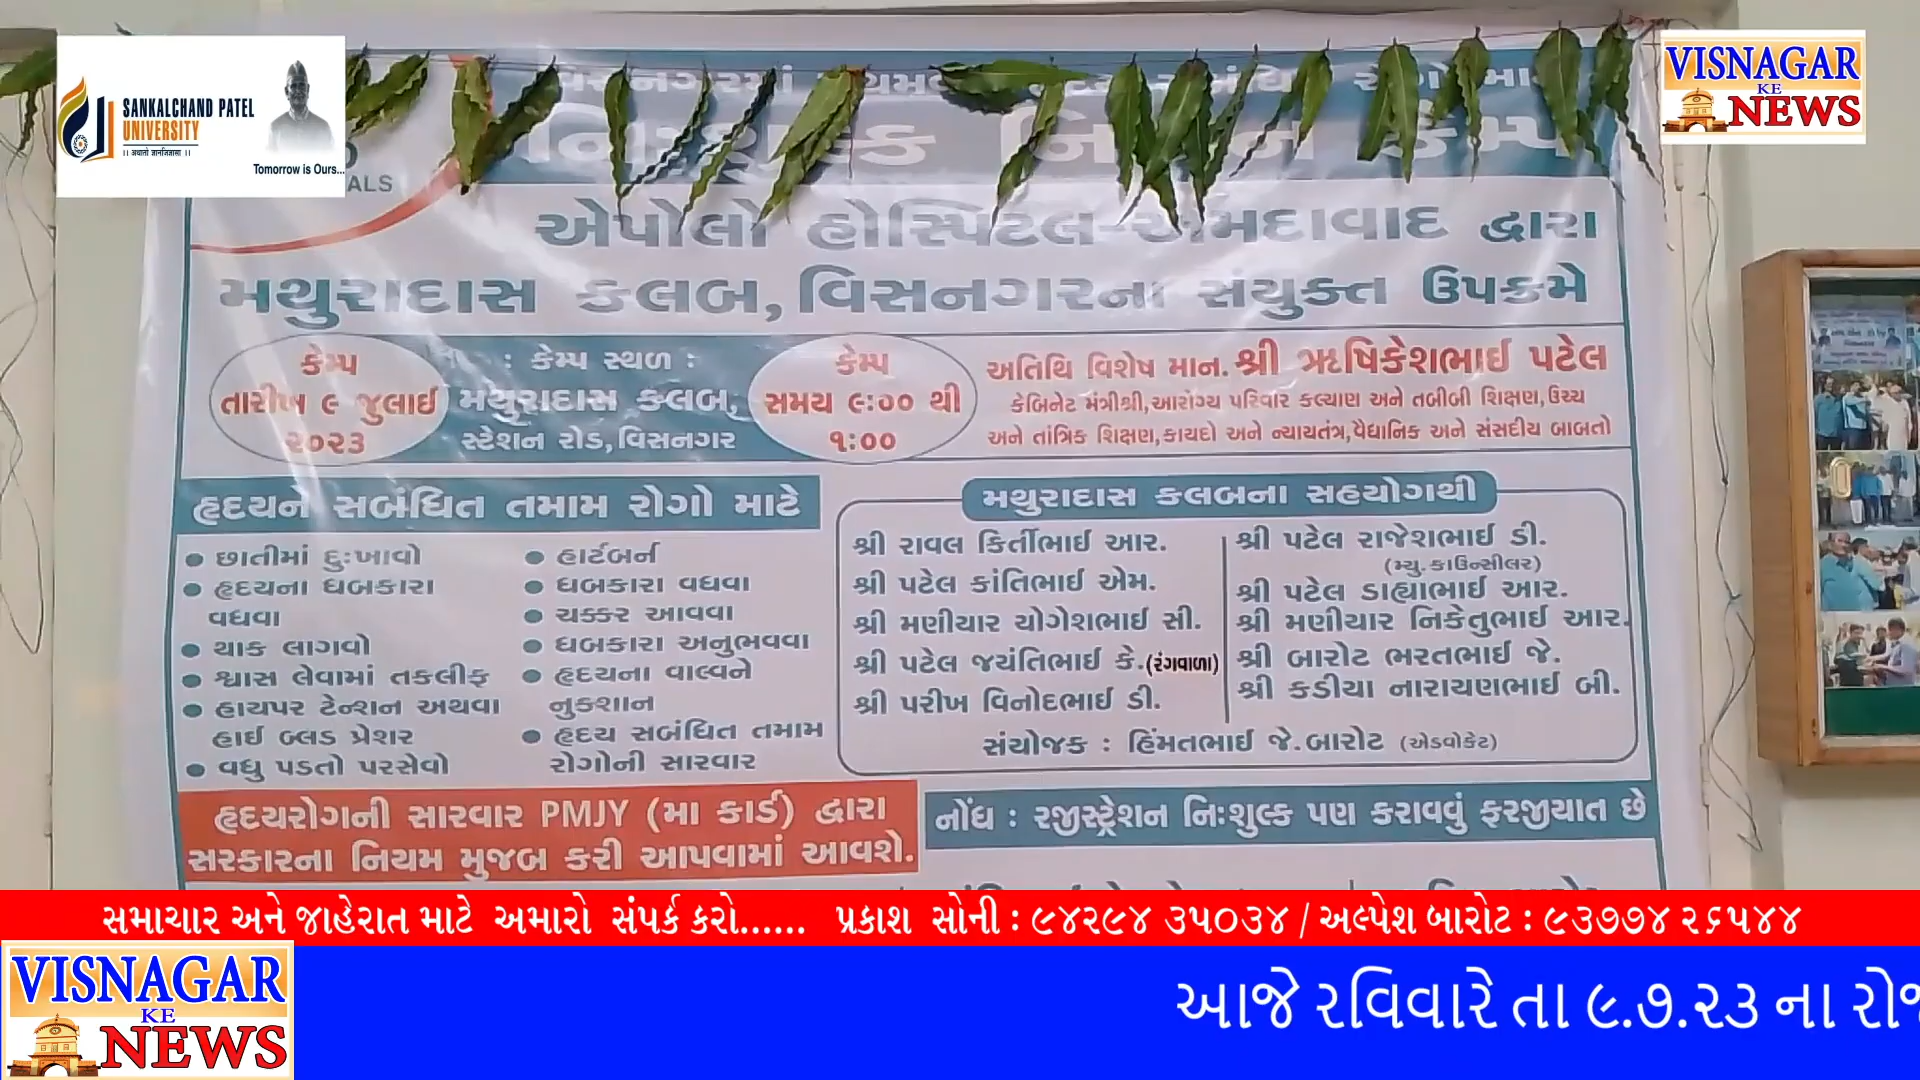 SANKALCHAND PATEL
UNIVERSITY
।। अथातो ज्ञानजिज्ञासा ।।
Tomorrow is Ours...
VISNAGAR
KE
NEWS
ALS
એપોલો હોસ્પિટલ-અમદાવાદ દ્વારા
મથુરાદાસ કલબ, વિસનગરના સંયુક્ત ઉપક્રમે
કેમ્પ
તારીખ ૯ જુલાઈ
૨૦૨૩
: કેમ્પ સ્થળ :
મથુરાદાસ કલબ,
સ્ટેશન રોડ, વિસનગર
કેમ્પ
સમય ૯:૦૦ થી
૧:૦૦
અતિથિ વિશેષ માન. શ્રી ઋષિકેશભાઈ પટેલ
કેબિનેટ મંત્રીશ્રી, આરોગ્ય પરિવાર કલ્યાણ અને તબીબી શિક્ષણ, ઉચ્ચ
અને તાંત્રિક શિક્ષણ, કાયદો અને ન્યાયતંત્ર, વૈધાનિક અને સંસદીય બાબતો
હૃદયને સબંધિત તમામ રોગો માટે
● છાતીમાં દુઃખાવો
● હૃદયના ધબકારા
વધવા
● થાક લાગવો
● શ્વાસ લેવામાં તકલીફ
● હાયપર ટેન્શન અથવા
હાઈ બ્લડ પ્રેશર
● વધુ પડતો પરસેવો
● હાર્ટબર્ન
● ધબકારા વધવા
● ચક્કર આવવા
● ધબકારા અનુભવવા
● હૃદયના વાલ્વને
નુકશાન
● હૃદય સબંધિત તમામ
રોગોની સારવાર
મથુરાદાસ કલબના સહયોગથી
શ્રી રાવલ કિર્તીભાઈ આર.
શ્રી પટેલ કાંતિભાઈ એમ.
શ્રી મણીયાર યોગેશભાઈ સી.
શ્રી પટેલ જયંતિભાઈ કે.(રંગવાળા)
શ્રી પરીખ વિનોદભાઈ ડી.
શ્રી પટેલ રાજેશભાઈ ડી.
(મ્યુ. કાઉન્સીલર)
શ્રી પટેલ ડાહ્યાભાઈ આર.
શ્રી મણીયાર નિકેતુભાઈ આર.
શ્રી બારોટ ભરતભાઈ જે.
શ્રી કડીયા નારાયણભાઈ બી.
સંયોજક : હિંમતભાઈ જે. બારોટ (એડવોકેટ)
હૃદયરોગની સારવાર PMJY (મા કાર્ડ) દ્વારા
સરકારના નિયમ મુજબ કરી આપવામાં આવશે.
નોંધ : રજીસ્ટ્રેશન નિઃશુલ્ક પણ કરાવવું ફરજીયાત છે
સમાચાર અને જાહેરાત માટે અમારો સંપર્ક કરો...... પ્રકાશ સોની : ૯૪૨૯૪ ૩૫૦૩૪ / અલ્પેશ બારોટ : ૯૩૭૭૪ ૨૬૫૪૪
VISNAGAR
KE
NEWS
આજે રવિવારે તા ૯.૭.૨૩ ના રોજ